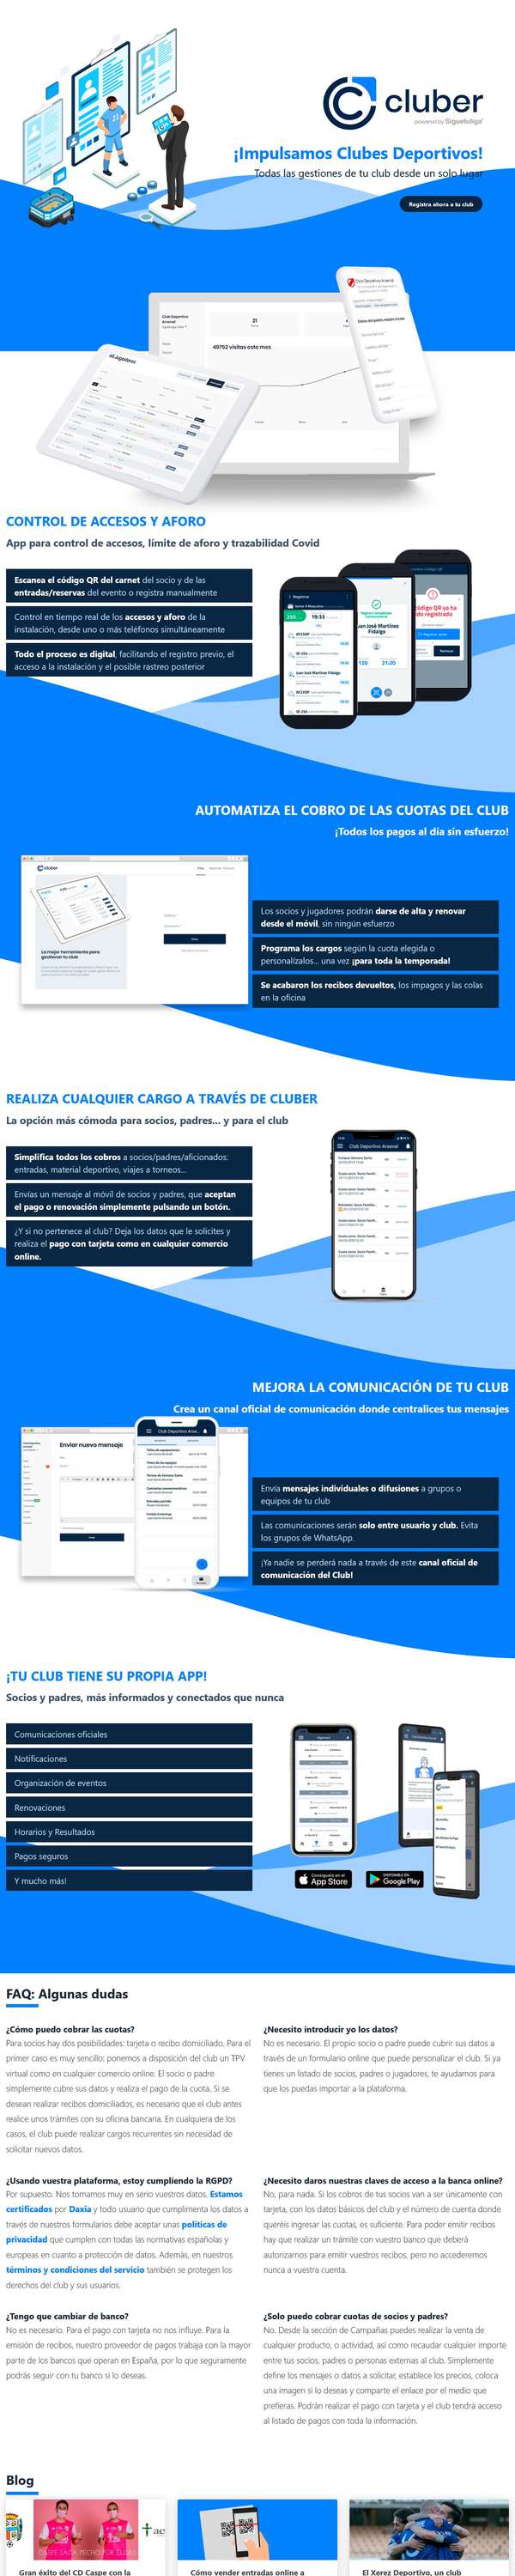 cluber
powered by Siguetuliga
¡Impulsamos Clubes Deportivos!
Todas las gestiones de tu club desde un solo lugar
Registra ahora a tu club
49752 visitas este mes
CONTROL DE ACCESOS Y AFORO
App para control de accesos, límite de aforo y trazabilidad Covid
Escanea el código QR del carnet del socio y de las
entradas/reservas del evento o registra manualmente
Control en tiempo real de los accesos y aforo de la
instalación, desde uno o más teléfonos simultáneamente
Todo el proceso es digital, facilitando el registro previo, el
acceso a la instalación y el posible rastreo posterior
AUTOMATIZA EL COBRO DE LAS CUOTAS DEL CLUB
¡Todos los pagos al día sin esfuerzo!
cluber
La mejor herramienta para
gestionar tu club
Los socios y jugadores podrán darse de alta y renovar
desde el móvil, sin ningún esfuerzo
Programa los cargos según la cuota elegida o
personalízalos... una vez ¡para toda la temporada!
Se acabaron los recibos devueltos, los impagos y las colas
en la oficina
REALIZA CUALQUIER CARGO A TRAVÉS DE CLUBER
La opción más cómoda para socios, padres... y para el club
Simplifica todos los cobros a socios/padres/aficionados:
entradas, material deportivo, viajes a torneos...
Envías un mensaje al móvil de socios y padres, que aceptan
el pago o renovación simplemente pulsando un botón.
¿Y si no pertenece al club? Deja los datos que le solicites y
realiza el pago con tarjeta como en cualquier comercio
online.
Club Deportivo Arsenal
MEJORA LA COMUNICACIÓN DE TU CLUB
Crea un canal oficial de comunicación donde centralices tus mensajes
Enviar nuevo mensaje
Club Deportivo Arse...
Envía mensajes individuales o difusiones a grupos o
equipos de tu club
Las comunicaciones serán solo entre usuario y club. Evita
los grupos de WhatsApp.
¡Ya nadie se perderá nada a través de este canal oficial de
comunicación del Club!
¡TU CLUB TIENE SU PROPIA APP!
Socios y padres, más informados y conectados que nunca
Comunicaciones oficiales
Notificaciones
Organización de eventos
Renovaciones
Horarios y Resultados
Pagos seguros
Y mucho más!
Consíguelo en el
App Store
DISPONIBLE EN
Google Play
FAQ: Algunas dudas
¿Cómo puedo cobrar las cuotas?
Para socios hay dos posibilidades: tarjeta o recibo domiciliado. Para el
primer caso es muy sencillo: ponemos a disposición del club un TPV
virtual como en cualquier comercio online. El socio o padre
simplemente cubre sus datos y realiza el pago de la cuota. Si se
desean realizar recibos domiciliados, es necesario que el club antes
realice unos trámites con su oficina bancaria. En cualquiera de los
casos, el club puede realizar cargos recurrentes sin necesidad de
solicitar nuevos datos.
¿Necesito introducir yo los datos?
No es necesario. El propio socio o padre puede cubrir sus datos a
través de un formulario online que puede personalizar el club. Si ya
tienes un listado de socios, padres o jugadores, te ayudamos para
que los puedas importar a la plataforma.
¿Usando vuestra plataforma, estoy cumpliendo la RGPD?
Por supuesto. Nos tomamos muy en serio vuestros datos. Estamos
certificados por Daxia y todo usuario que cumplimenta los datos a
través de nuestros formularios debe aceptar unas políticas de
privacidad que cumplen con todas las normativas españolas y
europeas en cuanto a protección de datos. Además, en nuestros
términos y condiciones del servicio también se protegen los
derechos del club y sus usuarios.
¿Necesito daros nuestras claves de acceso a la banca online?
No, para nada. Si los cobros de tus socios van a ser únicamente con
tarjeta, con los datos básicos del club y el número de cuenta donde
queréis ingresar las cuotas, es suficiente. Para poder emitir recibos
hay que realizar un trámite con vuestro banco que deberá
autorizarnos para emitir vuestros recibos, pero no accederemos
nunca a vuestra cuenta.
¿Tengo que cambiar de banco?
No es necesario. Para el pago con tarjeta no nos influye. Para la
emisión de recibos, nuestro proveedor de pagos trabaja con la mayor
parte de los bancos que operan en España, por lo que seguramente
podrás seguir con tu banco si lo deseas.
¿Solo puedo cobrar cuotas de socios y padres?
No. Desde la sección de Campañas puedes realizar la venta de
cualquier producto, o actividad, así como recaudar cualquier importe
entre tus socios, padres o personas externas al club. Simplemente
define los mensajes o datos a solicitar, establece los precios, coloca
una imagen si lo deseas y comparte el enlace por el medio que
prefieras. Podrán realizar el pago con tarjeta y el club tendrá acceso
al listado de pagos con toda la información.
Blog
Gran éxito del CD Caspe con la
Cómo vender entradas online a
El Xerez Deportivo, un club